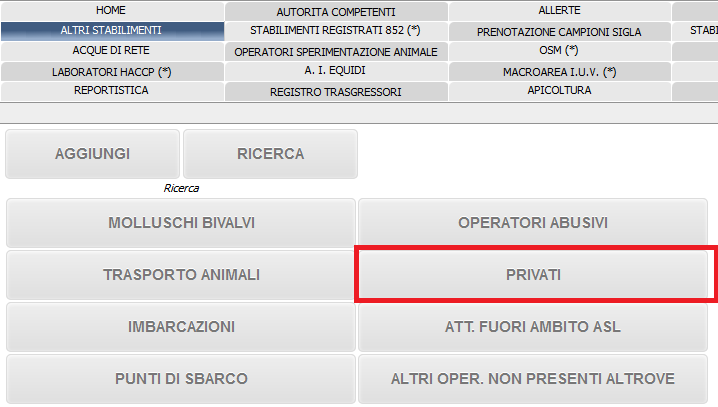 HOME AUTORITA COMPETENTI ALLERTE
ALTRI STABILIMENTI STABILIMENTI REGISTRATI 852 (*) PRENOTAZIONE CAMPIONI SIGLA STABI
ACQUE DI RETE OPERATORI SPERIMENTAZIONE ANIMALE OSM (*)
LABORATORI HACCP (*) A. I. EQUIDI MACROAREA I.U.V. (*)
REPORTISTICA REGISTRO TRASGRESSORI APICOLTURA
AGGIUNGI RICERCA
Ricerca
MOLLUSCHI BIVALVI OPERATORI ABUSIVI
TRASPORTO ANIMALI PRIVATI
IMBARCAZIONI ATT. FUORI AMBITO ASL
PUNTI DI SBARCO ALTRI OPER. NON PRESENTI ALTROVE